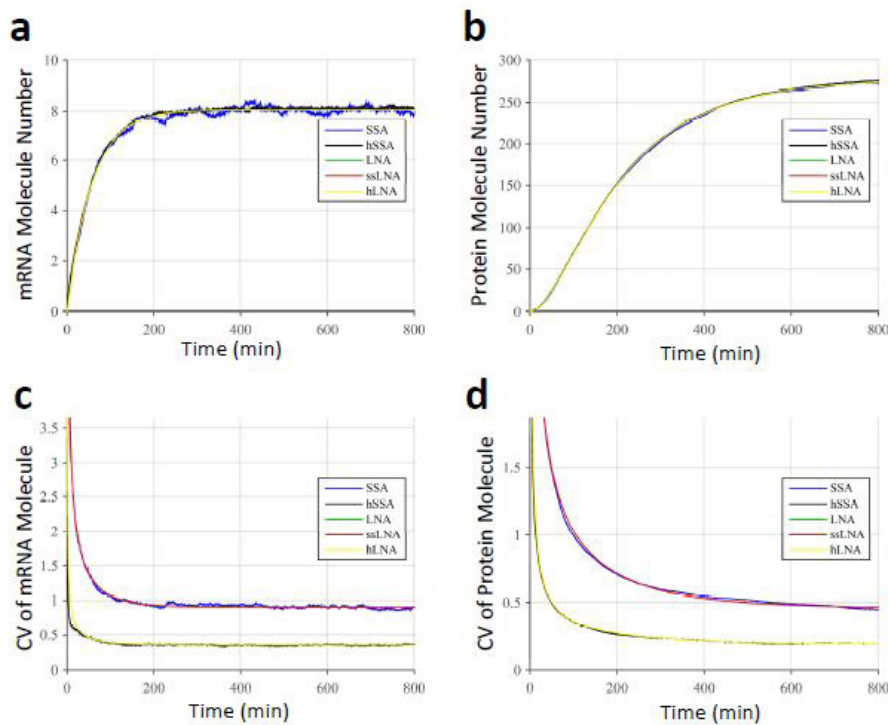 a
mRNA Molecule Number
10
8
6
4
2
0
0 200 400 600 800
Time (min)
SSA
hSSA
LNA
ssLNA
hLNA
b
Protein Molecule Number
300
250
200
150
100
50
0
0 200 400 600 800
Time (min)
SSA
hSSA
LNA
ssLNA
hLNA
c
CV of mRNA Molecule
3.5
3
2.5
2
1.5
1
0.5
0
0 200 400 600 800
Time (min)
SSA
hSSA
LNA
ssLNA
hLNA
d
CV of Protein Molecule
1.5
1
0.5
0
0 200 400 600 800
Time (min)
SSA
hSSA
LNA
ssLNA
hLNA